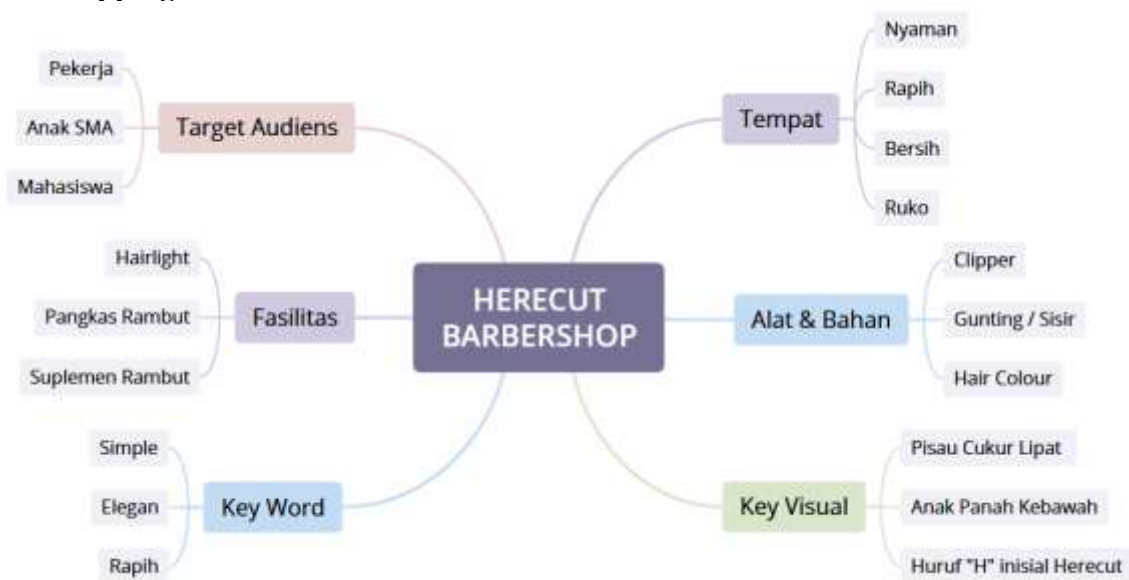 HERECUT
BARBERSHOP
Target Audiens
Pekerja
Anak SMA
Mahasiswa
Fasilitas
Hairlight
Pangkas Rambut
Suplemen Rambut
Key Word
Simple
Elegan
Rapih
Tempat
Nyaman
Rapih
Bersih
Ruko
Alat & Bahan
Clipper
Gunting / Sisir
Hair Colour
Key Visual
Pisau Cukur Lipat
Anak Panah Kebawah
Huruf "H" inisial Herecut